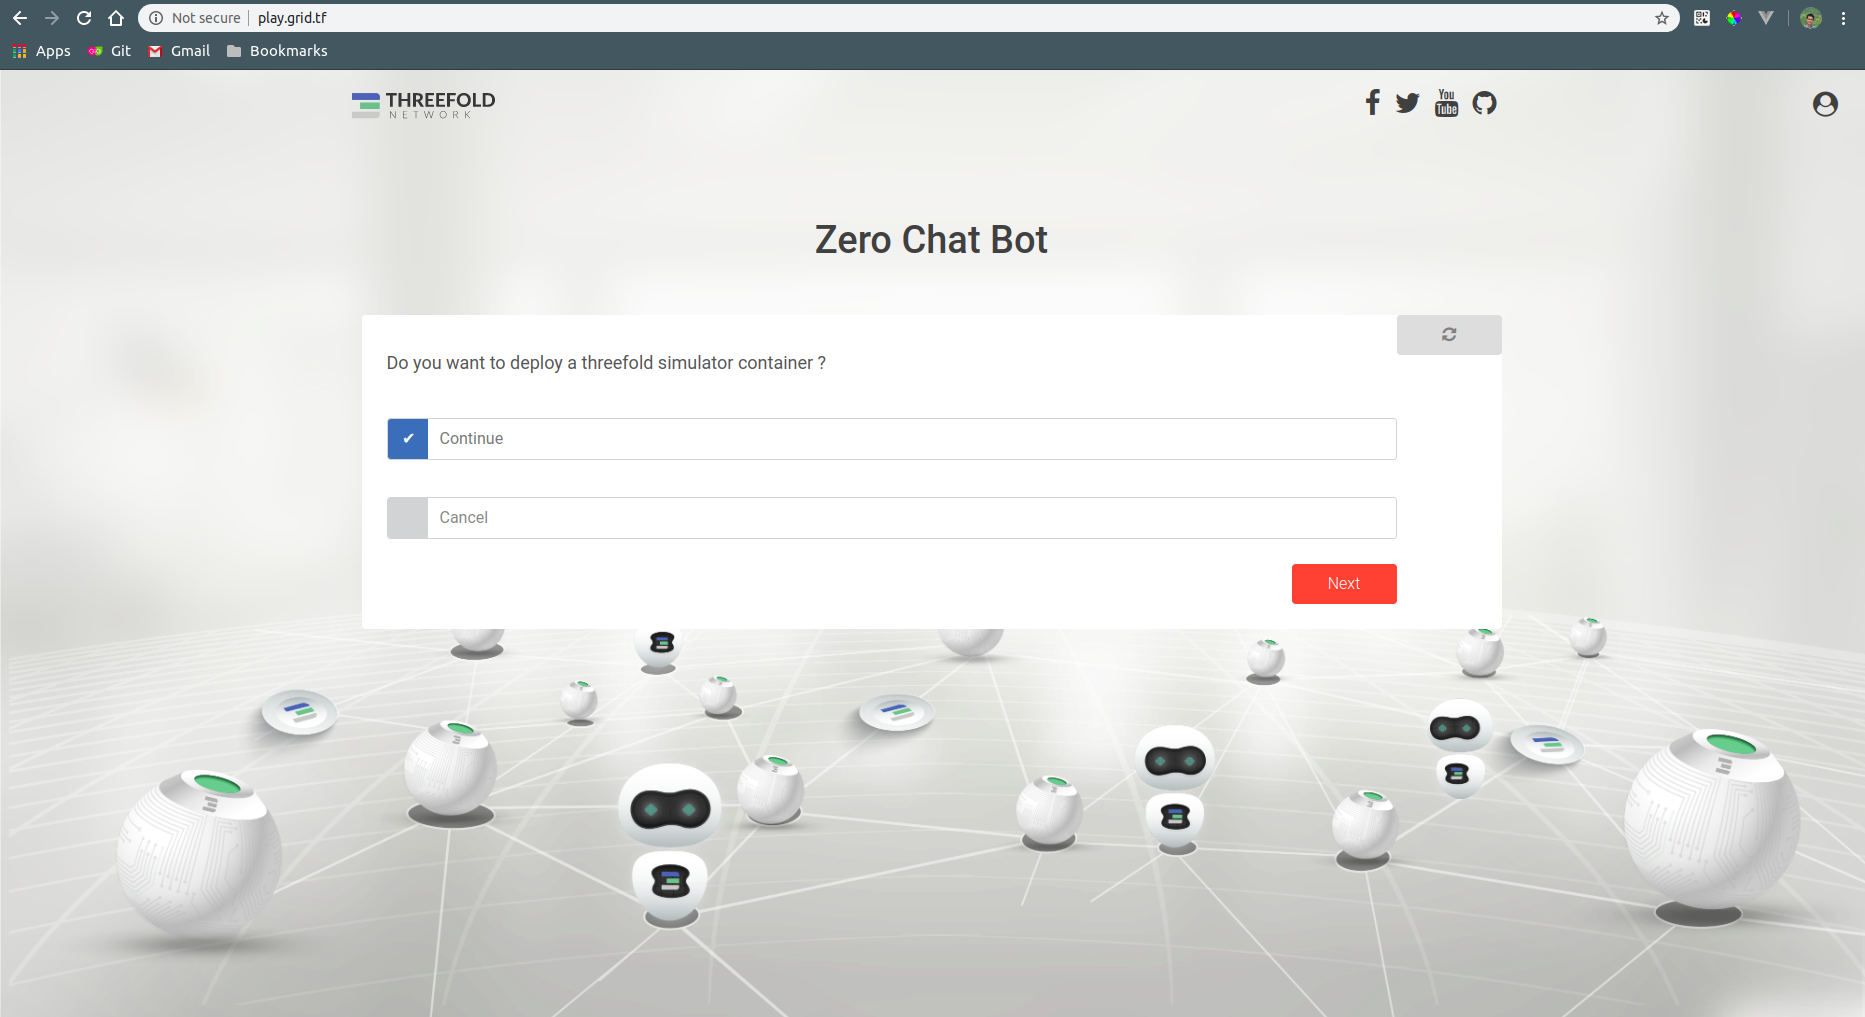 Not secure play.grid.tf
Apps Git Gmail Bookmarks
THREEFOLD
NETWORK
You
Tube
Zero Chat Bot
Do you want to deploy a threefold simulator container ?
Continue
Cancel
Next